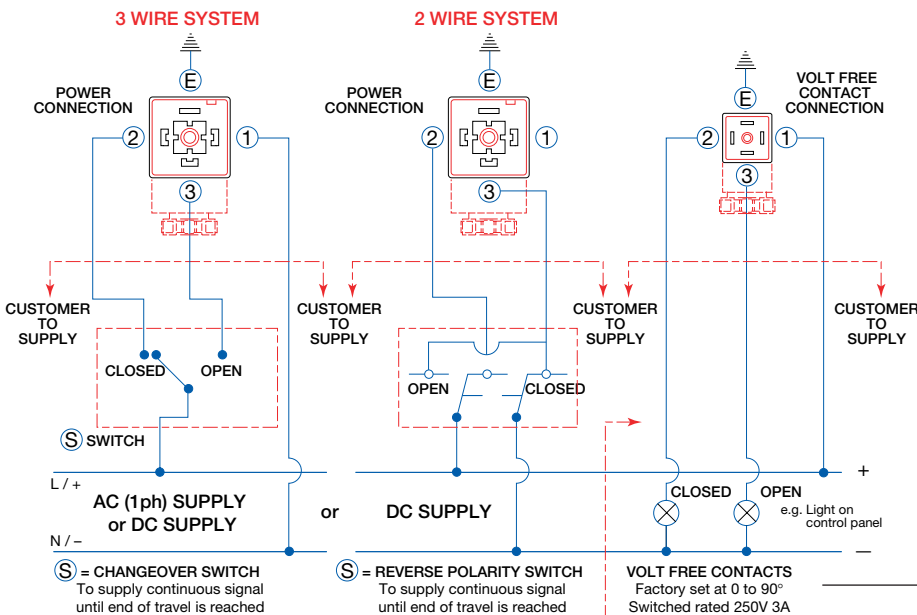 3 WIRE SYSTEM
2 WIRE SYSTEM
E
E
E
POWER
CONNECTION
POWER
CONNECTION
VOLT FREE
CONTACT
CONNECTION
2
1
2
1
2
1
3
3
3
CUSTOMER
TO
SUPPLY
CUSTOMER
TO
SUPPLY
CUSTOMER
TO
SUPPLY
CUSTOMER
TO
SUPPLY
CLOSED
OPEN
OPEN
CLOSED
S SWITCH
L / +
+
AC (1ph) SUPPLY
or DC SUPPLY
or
DC SUPPLY
CLOSED
OPEN
e.g. Light on
control panel
N / –
–
S = CHANGEOVER SWITCH
To supply continuous signal
until end of travel is reached
S = REVERSE POLARITY SWITCH
To supply continuous signal
until end of travel is reached
VOLT FREE CONTACTS
Factory set at 0 to 90°
Switched rated 250V 3A